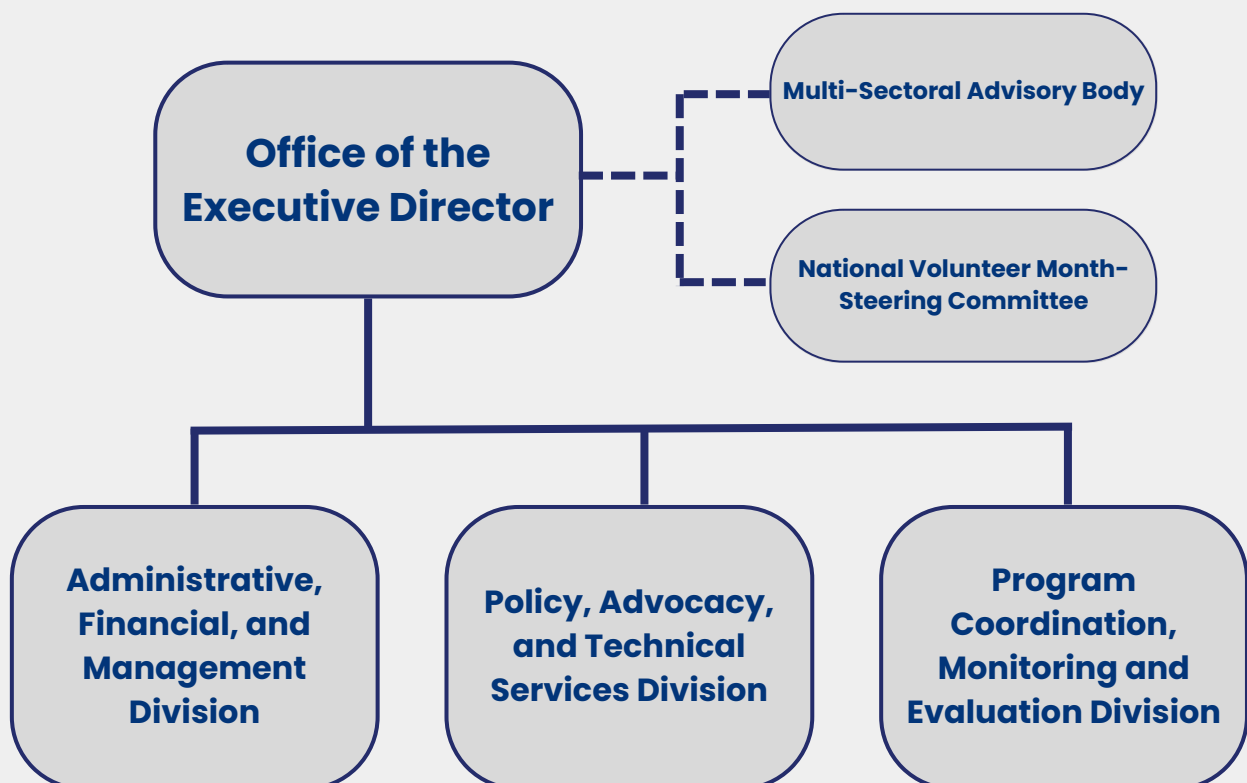 Office of the
Executive Director
Multi-Sectoral Advisory Body
National Volunteer Month-
Steering Committee
Administrative,
Financial, and
Management
Division
Policy, Advocacy,
and Technical
Services Division
Program
Coordination,
Monitoring and
Evaluation Division